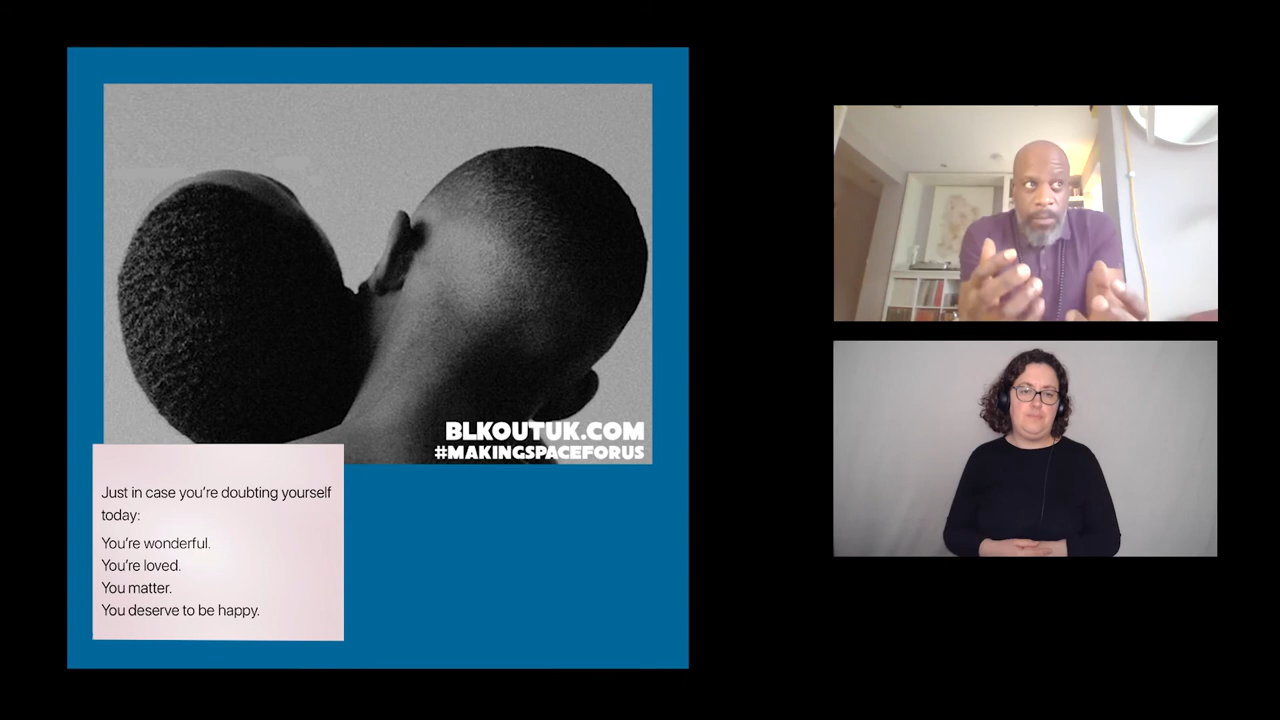 BLKOUTUK.COM
#MAKINGSPACEFORUS
Just in case you're doubting yourself
today:
You're wonderful.
You're loved.
You matter.
You deserve to be happy.